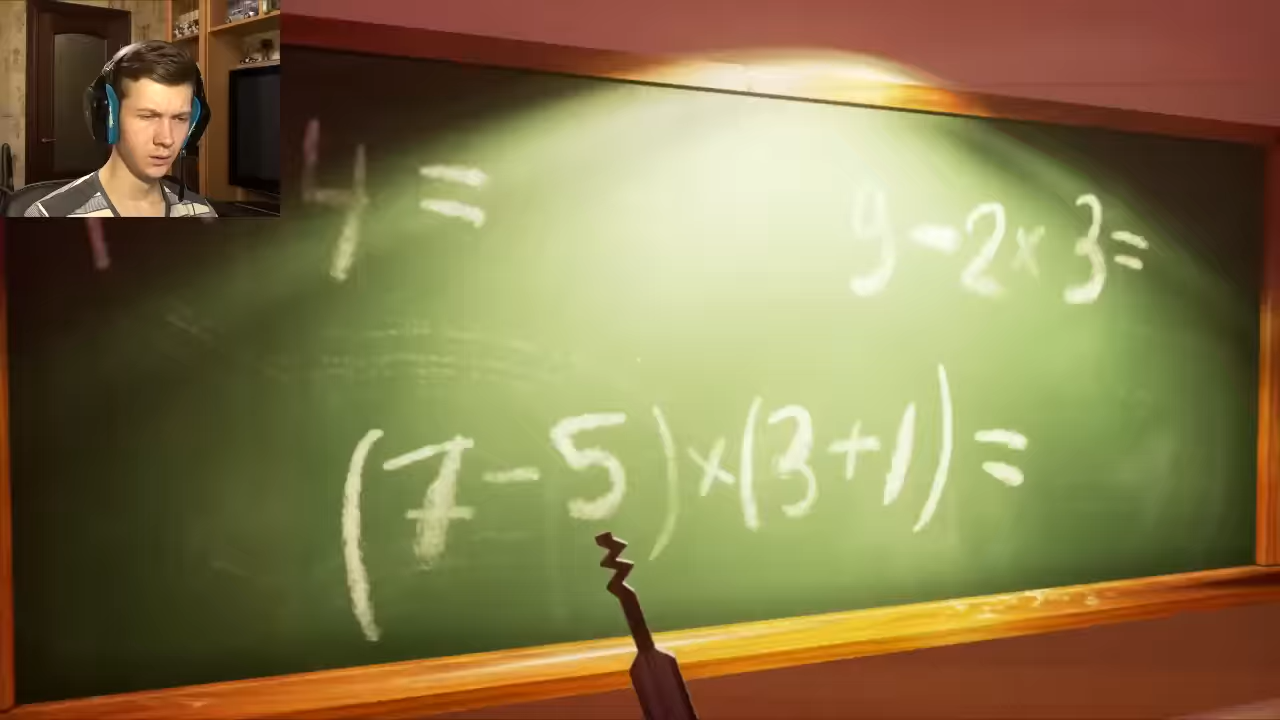 4 =
9-2×3=
(7-5)×(3+1)=